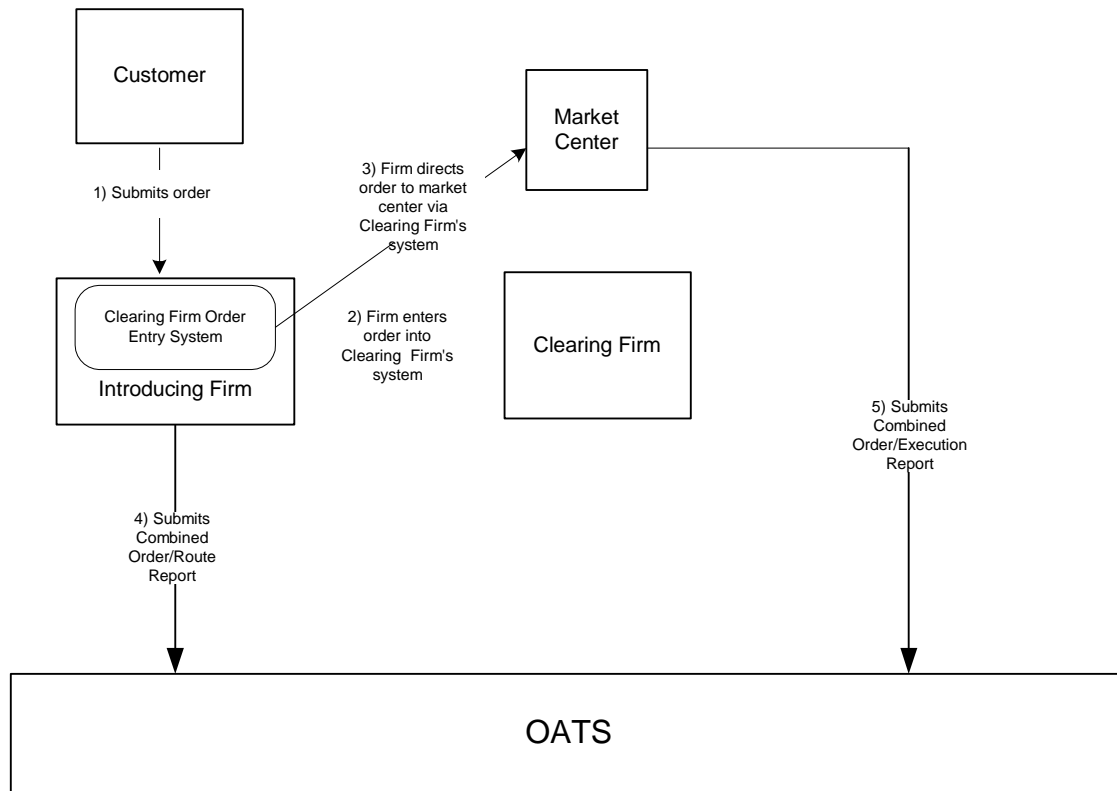 Customer
Market
Center
1) Submits order
3) Firm directs
order to market
center via
Clearing Firm's
system
Clearing Firm Order
Entry System
Introducing Firm
2) Firm enters
order into
Clearing Firm's
system
Clearing Firm
4) Submits
Combined
Order/Route
Report
5) Submits
Combined
Order/Execution
Report
OATS